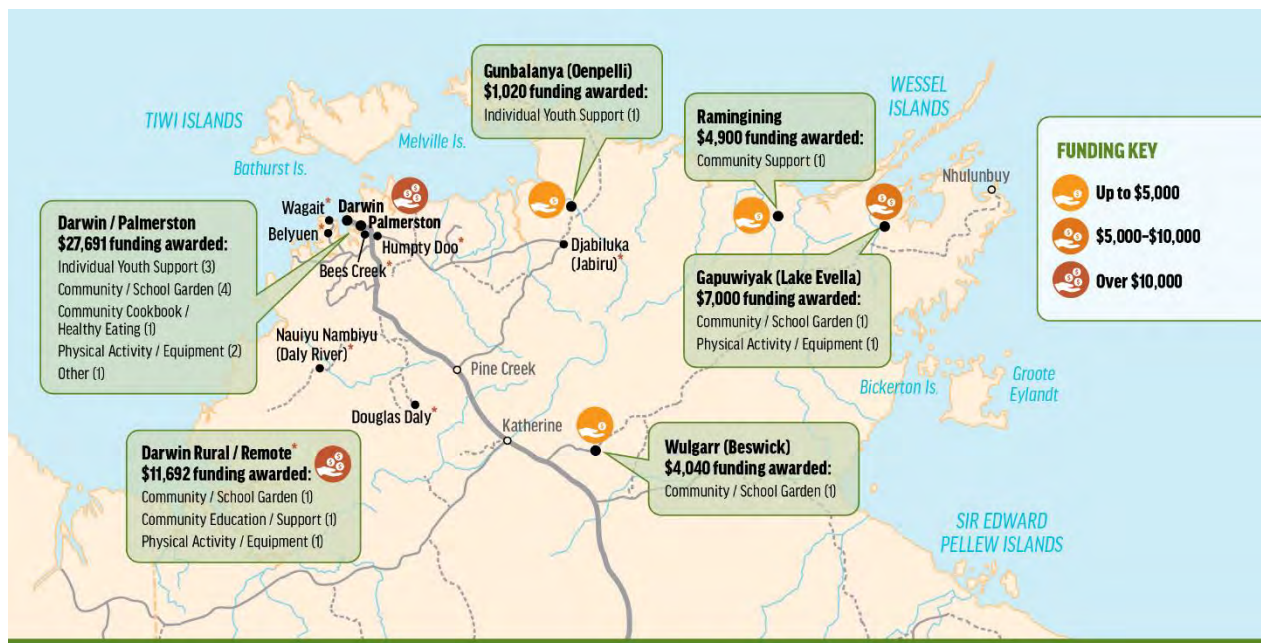 TIWI ISLANDS
Bathurst Is.
Melville Is.
Gunbalanya (Oenpelli)
$1,020 funding awarded:
Individual Youth Support (1)
Ramingining
$4,900 funding awarded:
Community Support (1)
WESSEL
ISLANDS
Nhulunbuy
FUNDING KEY
Up to $5,000
$5,000–$10,000
Over $10,000
Darwin / Palmerston
$27,691 funding awarded:
Individual Youth Support (3)
Community / School Garden (4)
Community Cookbook /
Healthy Eating (1)
Physical Activity / Equipment (2)
Other (1)
Wagait*
Darwin
Belyuen*
Palmerston
Humpty Doo*
Bees Creek*
Djabiluka
(Jabiru)*
Gapuwiyak (Lake Evella)
$7,000 funding awarded:
Community / School Garden (1)
Physical Activity / Equipment (1)
Nauiyu Nambiyu
(Daly River)*
Pine Creek
Bickerton Is.
Groote
Eylandt
Douglas Daly*
Katherine
Darwin Rural / Remote*
$11,692 funding awarded:
Community / School Garden (1)
Community Education / Support (1)
Physical Activity / Equipment (1)
Wulgarr (Beswick)
$4,040 funding awarded:
Community / School Garden (1)
SIR EDWARD
PELLEW ISLANDS